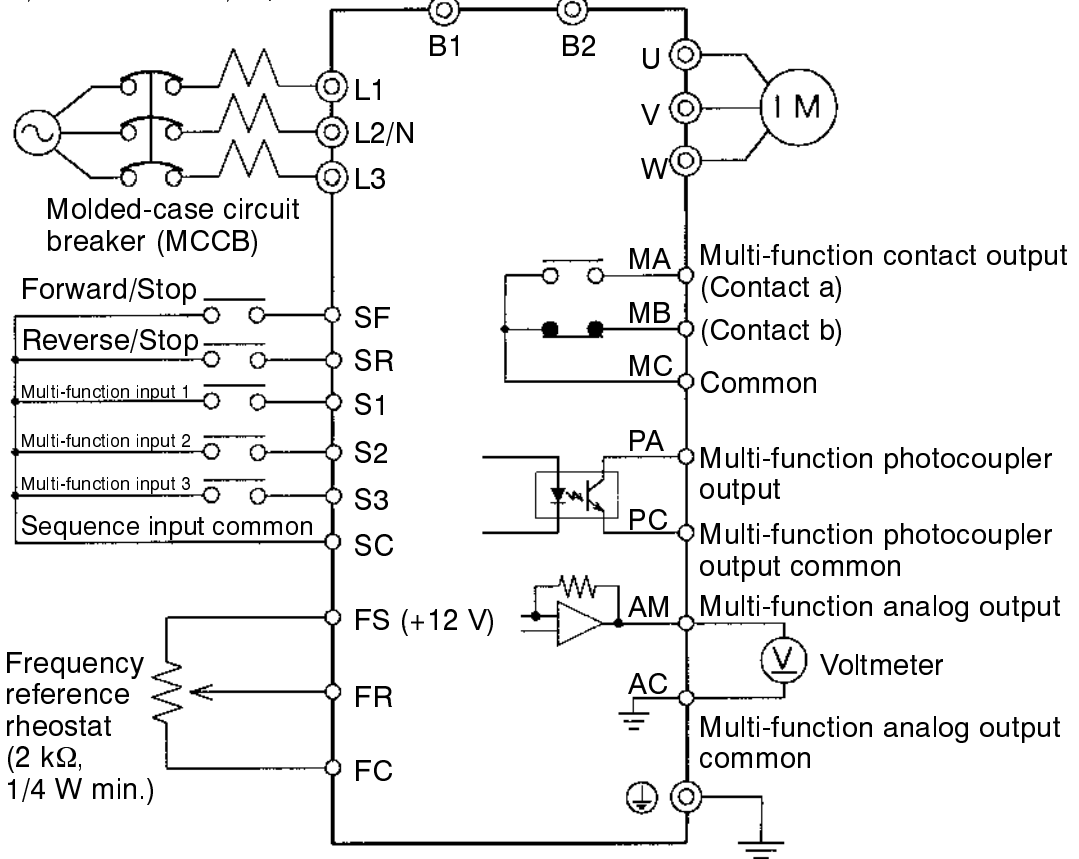 B1
B2
U
V
W
I M
L1
L2/N
L3
Molded-case circuit
breaker (MCCB)
Forward/Stop
SF
Reverse/Stop
SR
Multi-function input 1
S1
Multi-function input 2
S2
Multi-function input 3
S3
Sequence input common
SC
FS (+12 V)
Frequency
reference
rheostat
(2 kΩ,
1/4 W min.)
FR
FC
MA
Multi-function contact output
(Contact a)
MB
(Contact b)
MC
Common
PA
Multi-function photocoupler
output
PC
Multi-function photocoupler
output common
AM
Multi-function analog output
V
Voltmeter
AC
Multi-function analog output
common